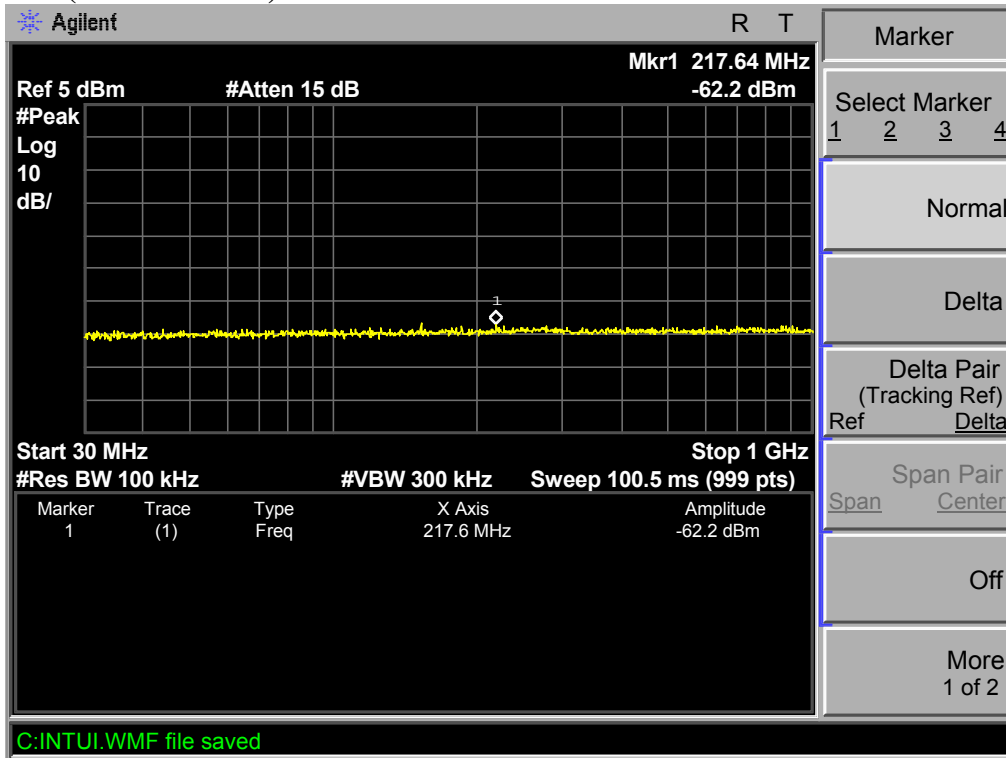 Agilent R T
Mkr1 217.64 MHz
Ref 5 dBm #Atten 15 dB -62.2 dBm
#Peak
Log
10
dB/
1
Start 30 MHz Stop 1 GHz
#Res BW 100 kHz #VBW 300 kHz Sweep 100.5 ms (999 pts)
Marker Trace Type X Axis Amplitude
1 (1) Freq 217.6 MHz -62.2 dBm
C:INTUI.WMF file saved
Marker
Select Marker
1 2 3 4
Normal
Delta
Delta Pair
(Tracking Ref)
Ref Delta
Span Pair
Span Center
Off
More
1 of 2